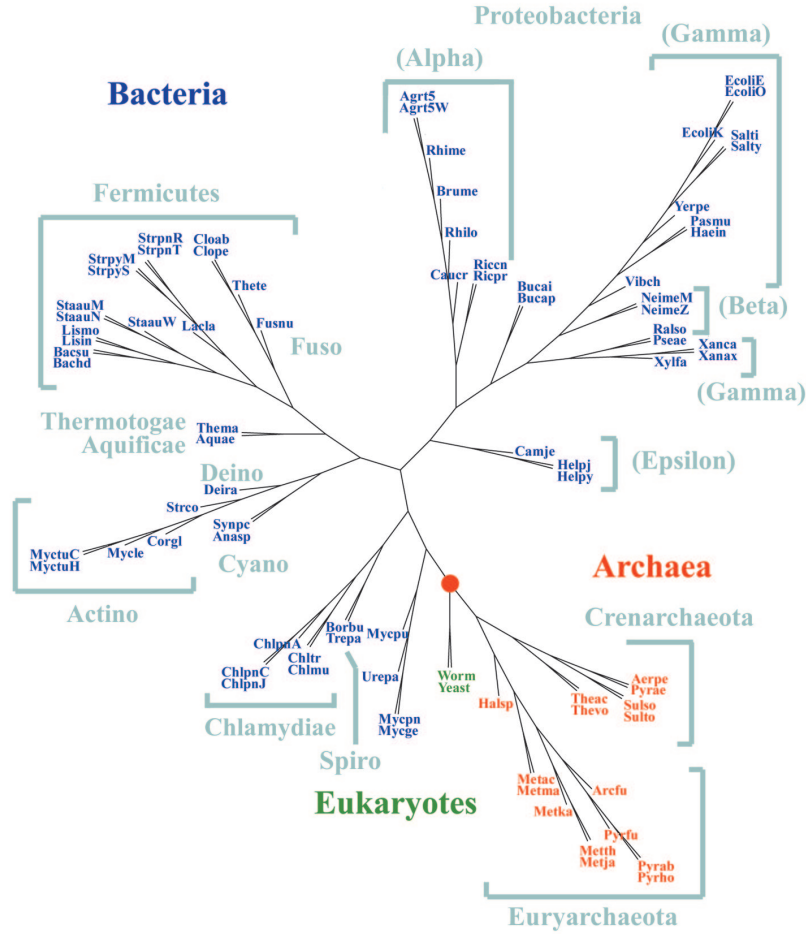 Proteobacteria
(Gamma)
(Alpha)
Bacteria
EcoliE
EcoliO
Agrt5
Agrt5W
EcoliK
Salti
Salty
Rhime
Fermicutes
Brume
Yerpe
Pasmu
Haein
StrpnR
StrpnT
Cloab
Clope
Rhilo
StrpyM
StrpyS
Riccn
Ricpr
Caucr
Thete
Bucai
Bucap
Vibch
NeimeM
NeimeZ
(Beta)
StaauM
StaauN
StaauW
Lacla
Fusnu
Lismo
Lisin
Fuso
Ralso
Pseae
Xanca
Xanax
Bacsu
Bachd
Xylfa
(Gamma)
Thermotogae
Aquificae
Thema
Aquae
Camje
Helpj
Helpy
(Epsilon)
Deino
Deira
Strco
Synpc
Anasp
Corgl
Mycle
MyctuC
MyctuH
Cyano
Archaea
Actino
Crenarchaeota
Borbu
Trepa
Mycpu
ChlpnA
Chltr
Chlmu
ChlpnC
ChlpnJ
Urepa
Worm
Yeast
Halsp
Theac
Thevo
Aerpe
Pyrae
Sulso
Sulto
Chlamydiae
Mycpn
Mycge
Spiro
Eukaryotes
Metac
Metma
Arcfu
Metka
Pyrfu
Metth
Metja
Pyrab
Pyrho
Euryarchaeota